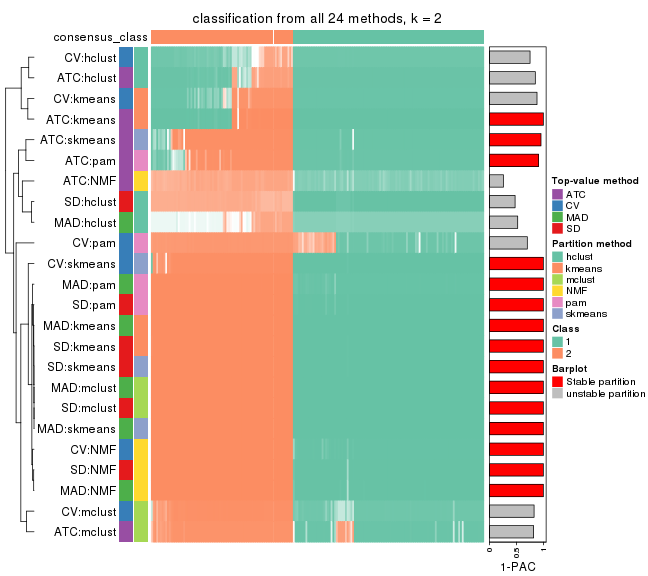 classification from all 24 methods, k = 2
consensus_class
CV:hclust
ATC:hclust
CV:kmeans
ATC:kmeans
ATC:skmeans
ATC:pam
ATC:NMF
SD:hclust
MAD:hclust
CV:pam
CV:skmeans
MAD:pam
SD:pam
MAD:kmeans
SD:kmeans
SD:skmeans
MAD:mclust
SD:mclust
MAD:skmeans
CV:NMF
SD:NMF
MAD:NMF
CV:mclust
ATC:mclust
0
0.5
1
1-PAC
Top-value method
ATC
CV
MAD
SD
Partition method
hclust
kmeans
mclust
NMF
pam
skmeans
Class
1
2
Barplot
Stable partition
unstable partition